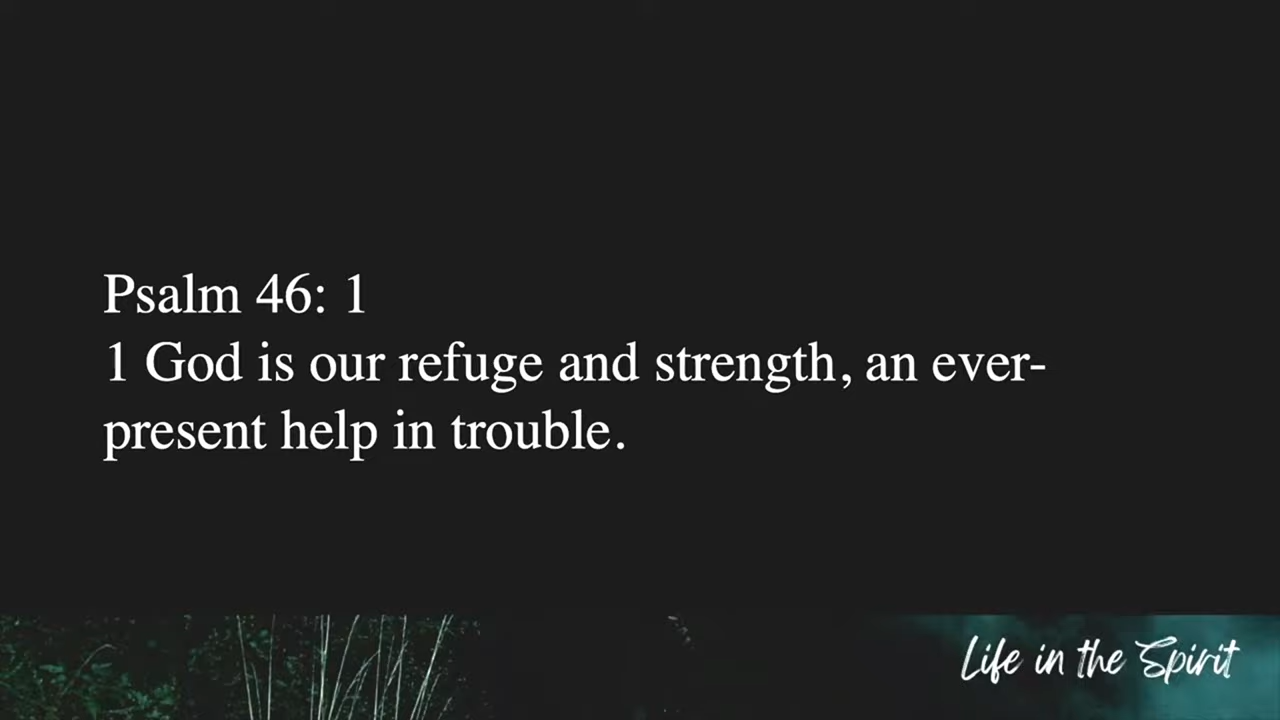 Psalm 46: 1
1 God is our refuge and strength, an ever-
present help in trouble.
Life in the Spirit